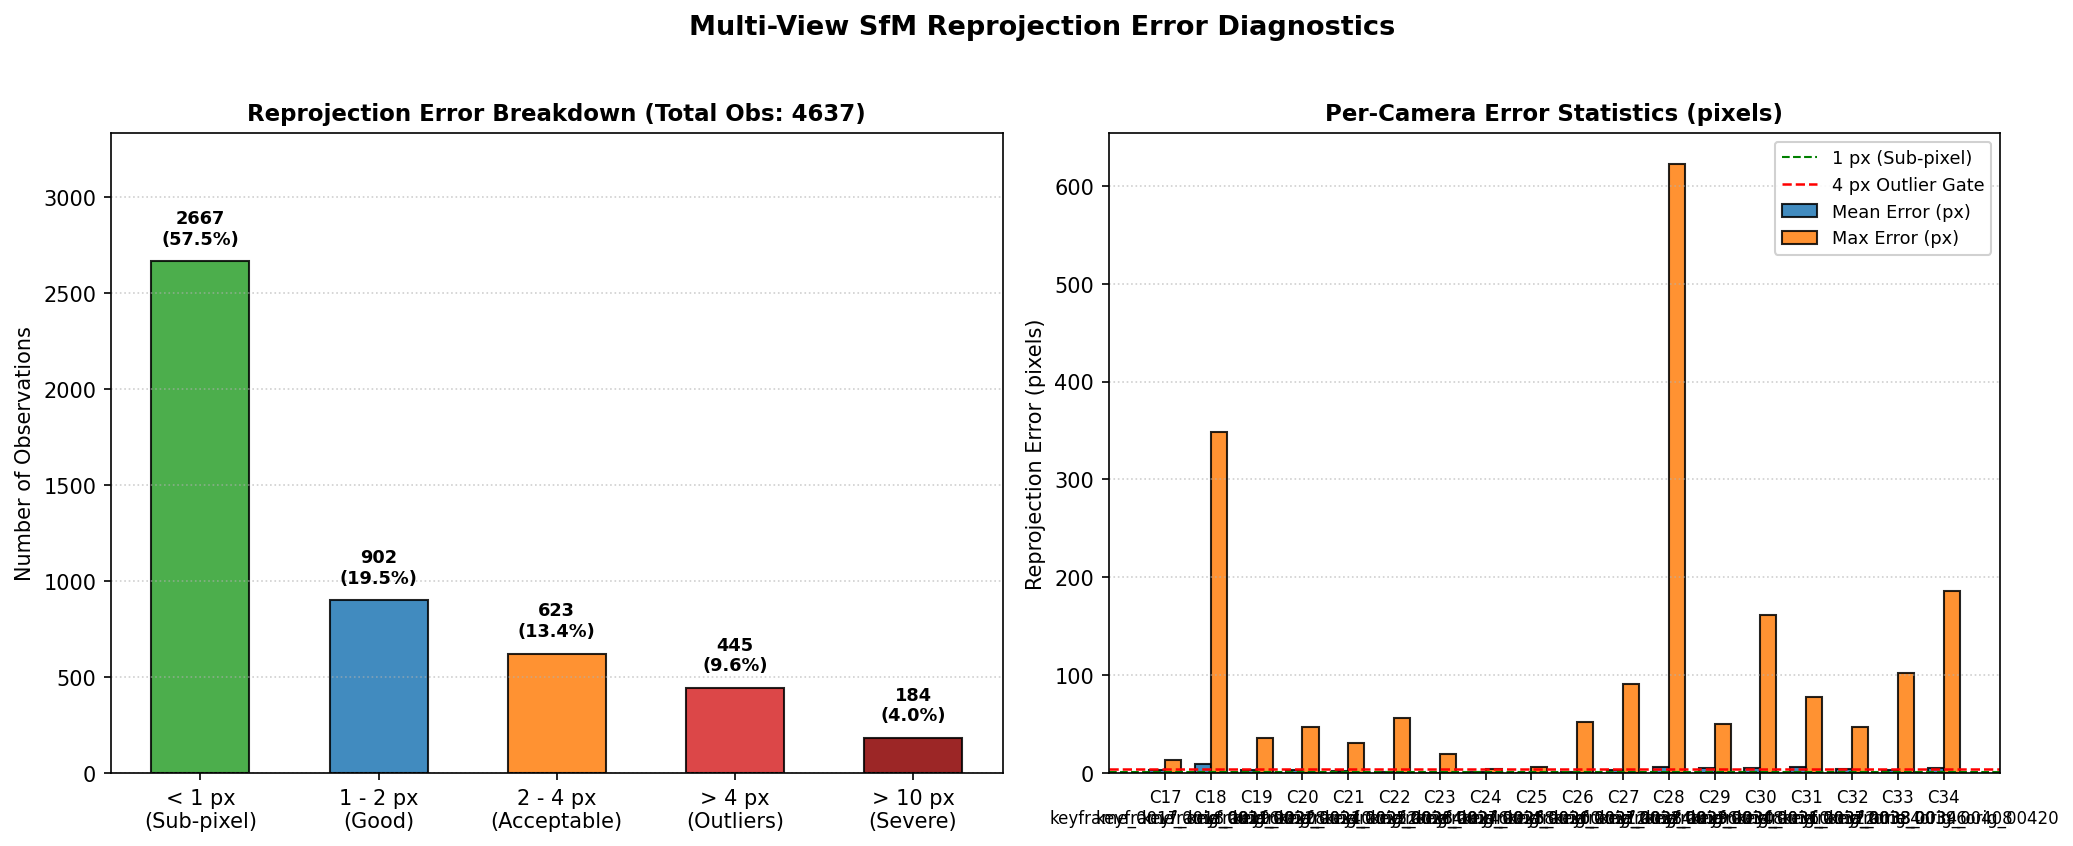 Multi-View SfM Reprojection Error Diagnostics
Reprojection Error Breakdown (Total Obs: 4637)
Number of Observations
3000
2500
2000
1500
1000
500
0
2667
(57.5%)
902
(19.5%)
623
(13.4%)
445
(9.6%)
184
(4.0%)
< 1 px
(Sub-pixel)
1 - 2 px
(Good)
2 - 4 px
(Acceptable)
> 4 px
(Outliers)
> 10 px
(Severe)
Per-Camera Error Statistics (pixels)
Reprojection Error (pixels)
600
500
400
300
200
100
0
1 px (Sub-pixel)
4 px Outlier Gate
Mean Error (px)
Max Error (px)
C17 C18 C19 C20 C21 C22 C23 C24 C25 C26 C27 C28 C29 C30 C31 C32 C33 C34